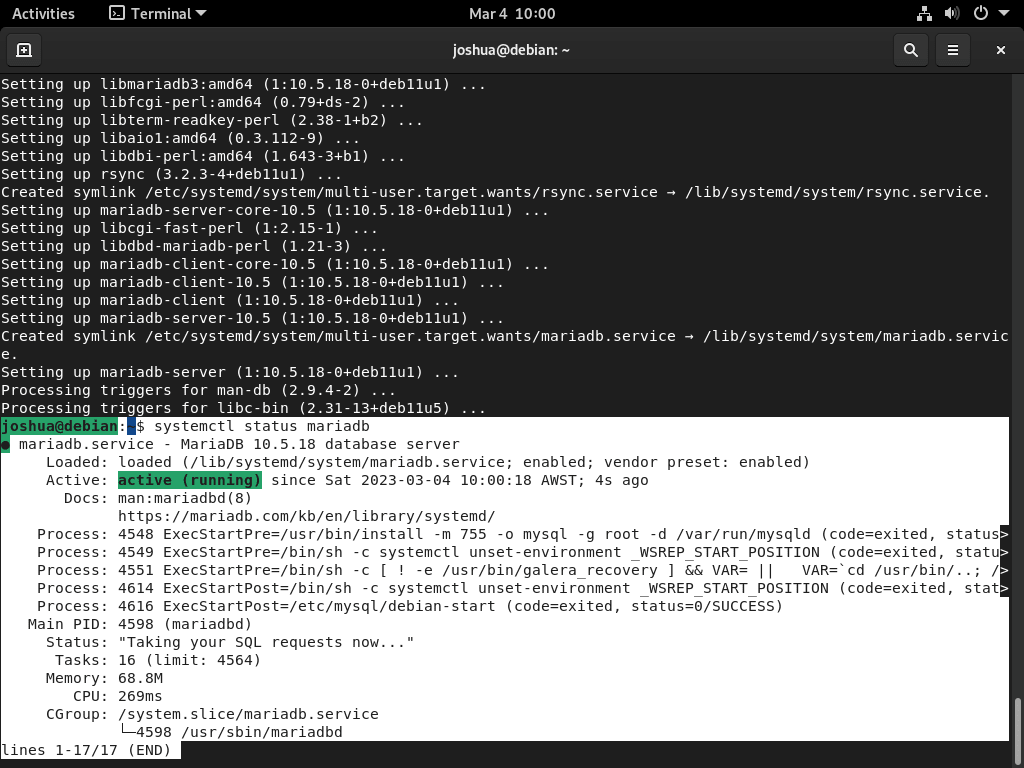 Activities Terminal Mar 4 10:00
joshua@debian: ~
Setting up libmariadb3:amd64 (1:10.5.18-0+deb11u1) ...
Setting up libfcgi-perl:amd64 (0.79+ds-2) ...
Setting up libterm-readkey-perl (2.38-1+b2) ...
Setting up libaio1:amd64 (0.3.112-9) ...
Setting up libdbi-perl:amd64 (1.643-3+b1) ...
Setting up rsync (3.2.3-4+deb11u1) ...
Created symlink /etc/systemd/system/multi-user.target.wants/rsync.service → /lib/systemd/system/rsync.service.
Setting up mariadb-server-core-10.5 (1:10.5.18-0+deb11u1) ...
Setting up libcgi-fast-perl (1:2.15-1) ...
Setting up libdbd-mariadb-perl (1.21-3) ...
Setting up mariadb-client-core-10.5 (1:10.5.18-0+deb11u1) ...
Setting up mariadb-client-10.5 (1:10.5.18-0+deb11u1) ...
Setting up mariadb-client (1:10.5.18-0+deb11u1) ...
Setting up mariadb-server-10.5 (1:10.5.18-0+deb11u1) ...
Created symlink /etc/systemd/system/multi-user.target.wants/mariadb.service → /lib/systemd/system/mariadb.servic
e.
Setting up mariadb-server (1:10.5.18-0+deb11u1) ...
Processing triggers for man-db (2.9.4-2) ...
Processing triggers for libc-bin (2.31-13+deb11u5) ...
joshua@debian:~$ systemctl status mariadb
● mariadb.service - MariaDB 10.5.18 database server
Loaded: loaded (/lib/systemd/system/mariadb.service; enabled; vendor preset: enabled)
Active: active (running) since Sat 2023-03-04 10:00:18 AWST; 4s ago
Docs: man:mariadbd(8)
https://mariadb.com/kb/en/library/systemd/
Process: 4548 ExecStartPre=/usr/bin/install -m 755 -o mysql -g root -d /var/run/mysqld (code=exited, status>
Process: 4549 ExecStartPre=/bin/sh -c systemctl unset-environment _WSREP_START_POSITION (code=exited, statu>
Process: 4551 ExecStartPre=/bin/sh -c [ ! -e /usr/bin/galera_recovery ] && VAR= ||   VAR=`cd /usr/bin/..; />
Process: 4614 ExecStartPost=/bin/sh -c systemctl unset-environment _WSREP_START_POSITION (code=exited, stat>
Process: 4616 ExecStartPost=/etc/mysql/debian-start (code=exited, status=0/SUCCESS)
Main PID: 4598 (mariadbd)
Status: "Taking your SQL requests now..."
Tasks: 16 (limit: 4564)
Memory: 68.8M
CPU: 269ms
CGroup: /system.slice/mariadb.service
└─4598 /usr/sbin/mariadbd
lines 1-17/17 (END)